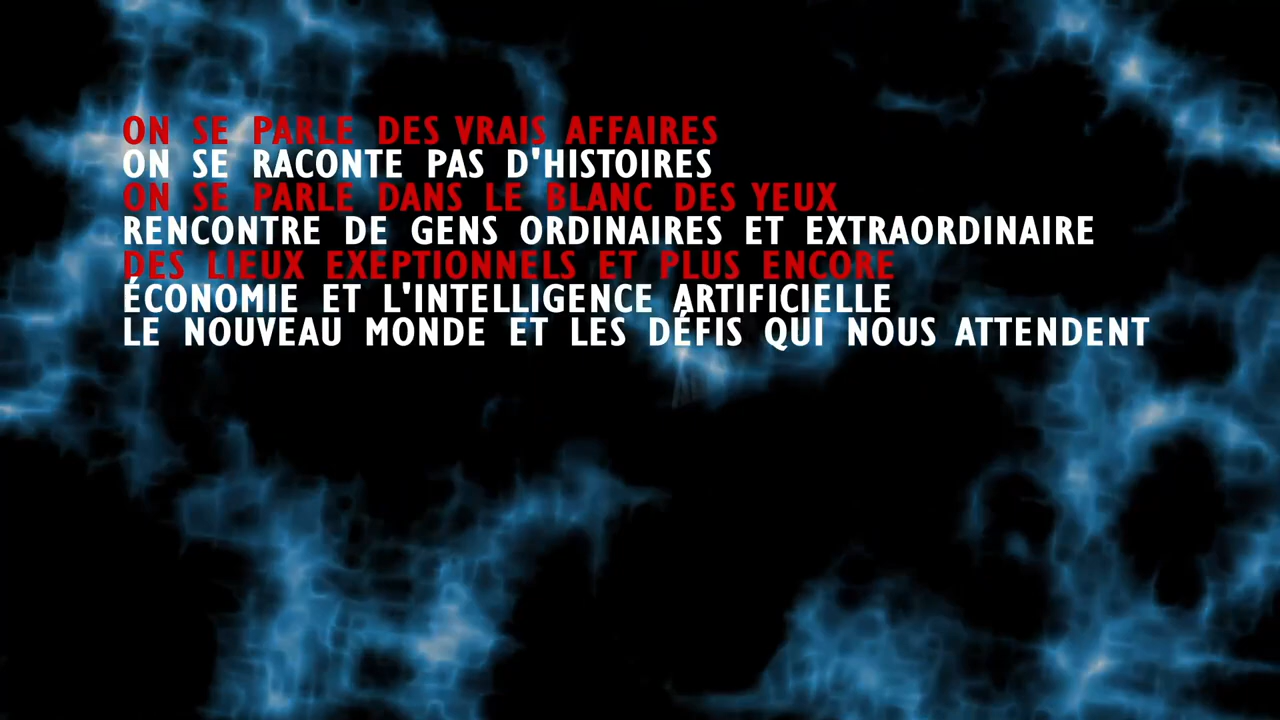 ON SE PARLE DES VRAIS AFFAIRES
ON SE RACONTE PAS D'HISTOIRES
ON SE PARLE DANS LE BLANC DES YEUX
RENCONTRE DE GENS ORDINAIRES ET EXTRAORDINAIRE
DES LIEUX EXEPTIONNELS ET PLUS ENCORE
ÉCONOMIE ET L'INTELLIGENCE ARTIFICIELLE
LE NOUVEAU MONDE ET LES DÉFIS QUI NOUS ATTENDENT